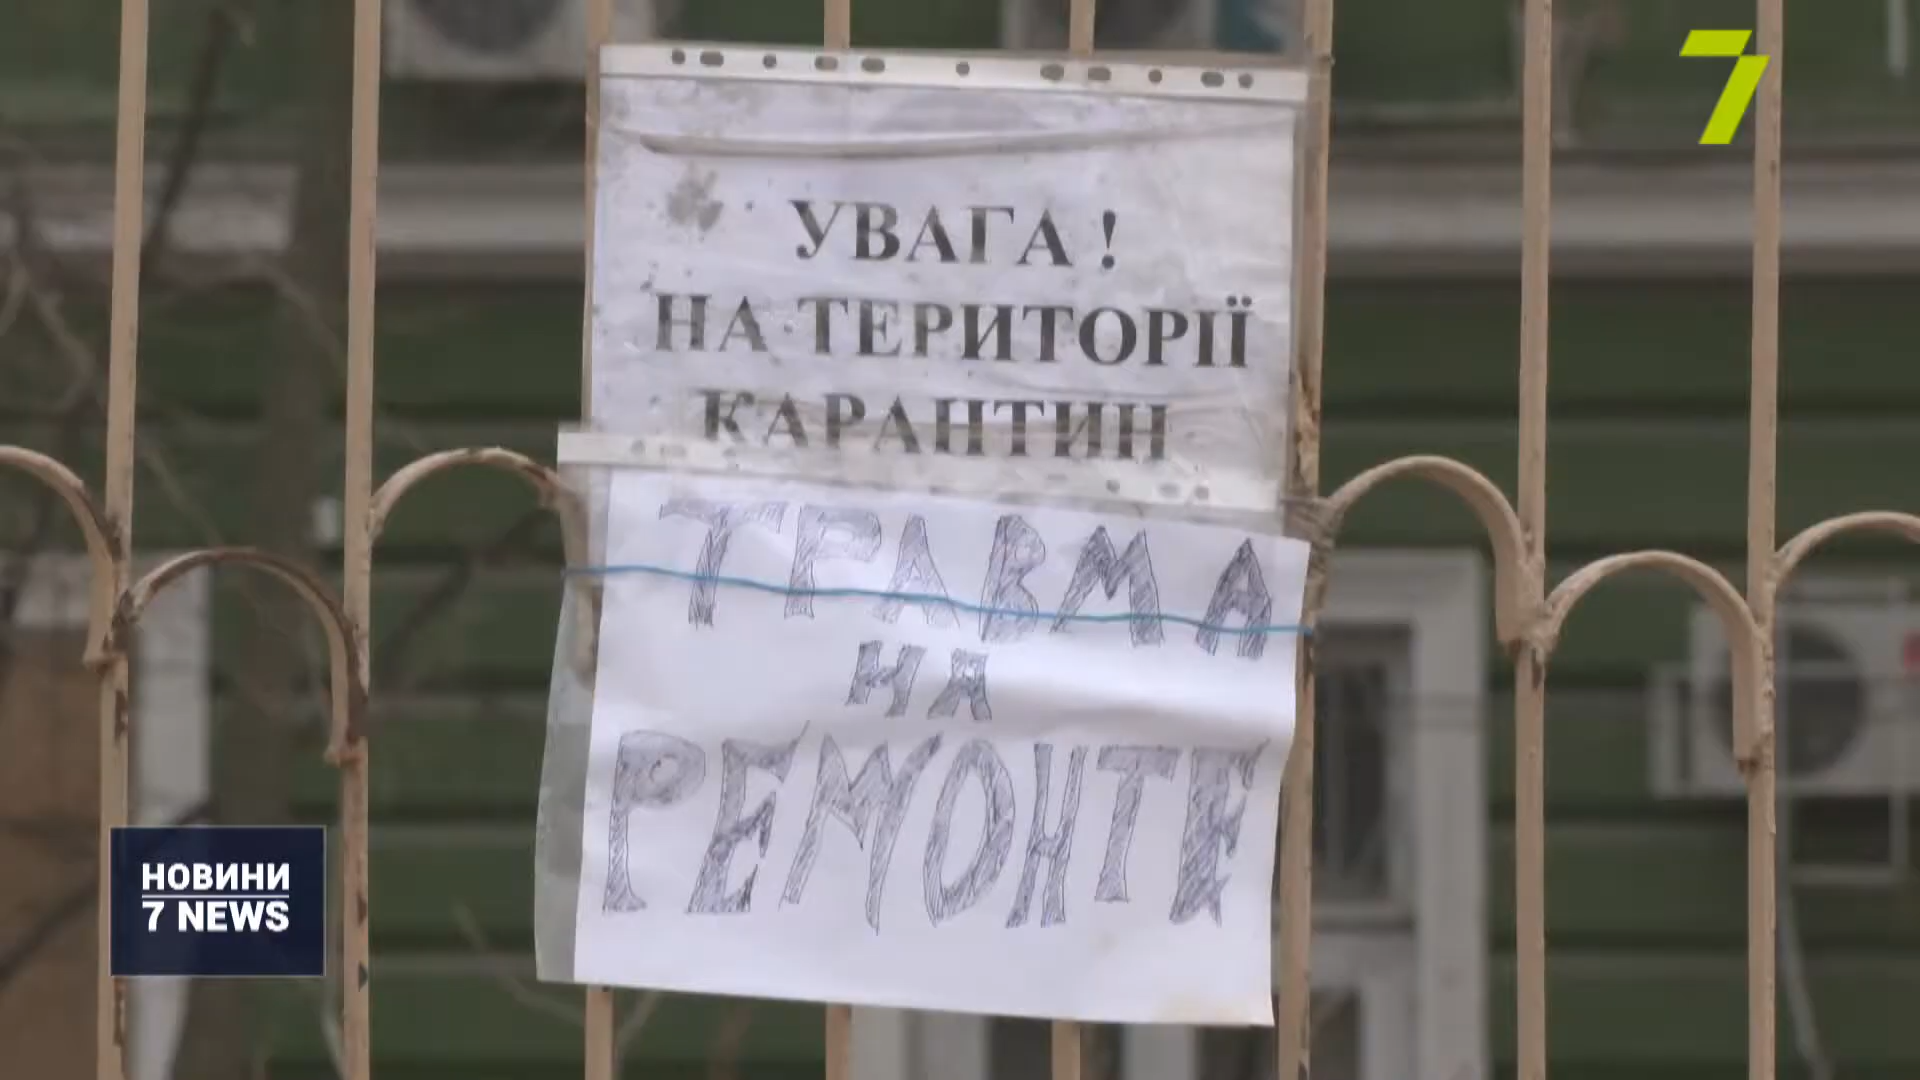 7
УВАГА !
НА ТЕРИТОРІЇ
КАРАНТИН
ТРАВМА
НА
РЕМОНТЕ
НОВИНИ
7 NEWS